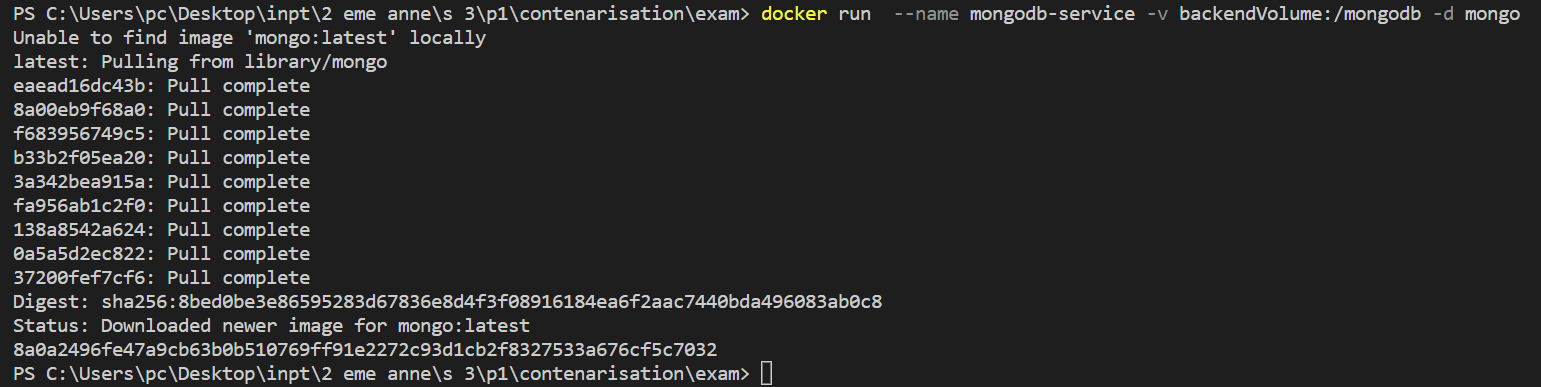 PS C:\Users\pc\Desktop\inpt\2 eme anne\s 3\p1\contenarisation\exam> docker run  --name mongodb-service -v backendVolume:/mongodb -d mongo
Unable to find image 'mongo:latest' locally
latest: Pulling from library/mongo
eaead16dc43b: Pull complete
8a00eb9f68a0: Pull complete
f683956749c5: Pull complete
b33b2f05ea20: Pull complete
3a342bea915a: Pull complete
fa956ab1c2f0: Pull complete
138a8542a624: Pull complete
0a5a5d2ec822: Pull complete
37200fef7cf6: Pull complete
Digest: sha256:8bed0be3e86595283d67836e8d4f3f08916184ea6f2aac7440bda496083ab0c8
Status: Downloaded newer image for mongo:latest
8a0a2496fe47a9cb63b0b510769ff91e2272c93d1cb2f8327533a676cf5c7032
PS C:\Users\pc\Desktop\inpt\2 eme anne\s 3\p1\contenarisation\exam>